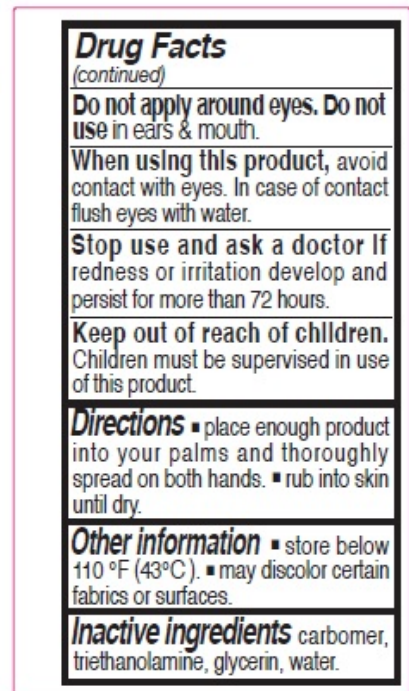 Drug Facts
(continued)
Do not apply around eyes. Do not
use in ears & mouth.
When using this product, avoid
contact with eyes. In case of contact
flush eyes with water.
Stop use and ask a doctor if
redness or irritation develop and
persist for more than 72 hours.
Keep out of reach of children.
Children must be supervised in use
of this product.
Directions ▪ place enough product
into your palms and thoroughly
spread on both hands. ▪ rub into skin
until dry.
Other information ▪ store below
110 ºF (43ºC ). ▪ may discolor certain
fabrics or surfaces.
Inactive ingredients carbomer,
triethanolamine, glycerin, water.